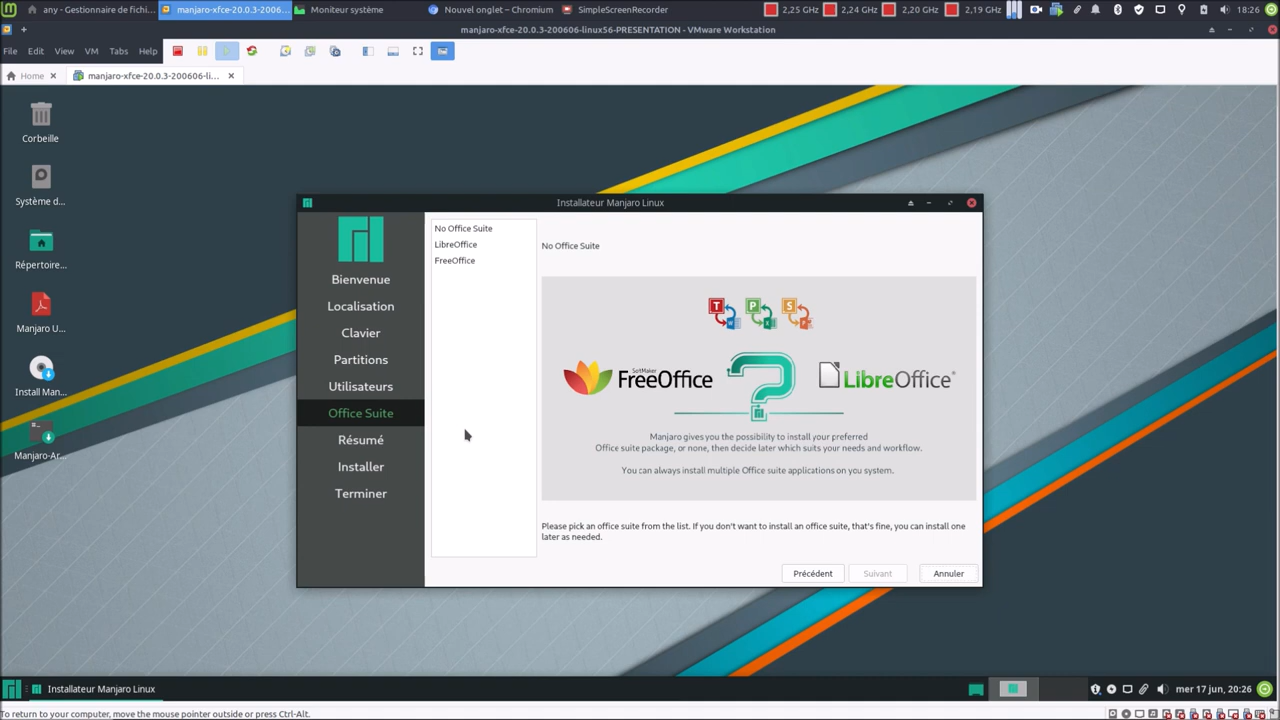 any - Gestionnaire de fichi...
manjaro-xfce-20.0.3-2006...
Moniteur système
Nouvel onglet - Chromium
SimpleScreenRecorder
2,25 GHz
2,24 GHz
2,20 GHz
2,19 GHz
18:26
manjaro-xfce-20.0.3-200606-linux56-PRESENTATION - VMware Workstation
File Edit View VM Tabs Help
Home
manjaro-xfce-20.0.3-200606-li...
Corbeille
Système d...
Répertoire...
Manjaro U...
Install Man...
Manjaro-Ar...
Installateur Manjaro Linux
Bienvenue
Localisation
Clavier
Partitions
Utilisateurs
Office Suite
Résumé
Installer
Terminer
No Office Suite
LibreOffice
FreeOffice
No Office Suite
T P S
SoftMaker
FreeOffice
LibreOffice
Manjaro gives you the possibility to install your preferred
Office suite package, or none, then decide later which suits your needs and workflow.
You can always install multiple Office suite applications on you system.
Please pick an office suite from the list. If you don't want to install an office suite, that's fine, you can install one
later as needed.
Précédent Suivant Annuler
Installateur Manjaro Linux
mer 17 jun, 20:26
To return to your computer, move the mouse pointer outside or press Ctrl-Alt.